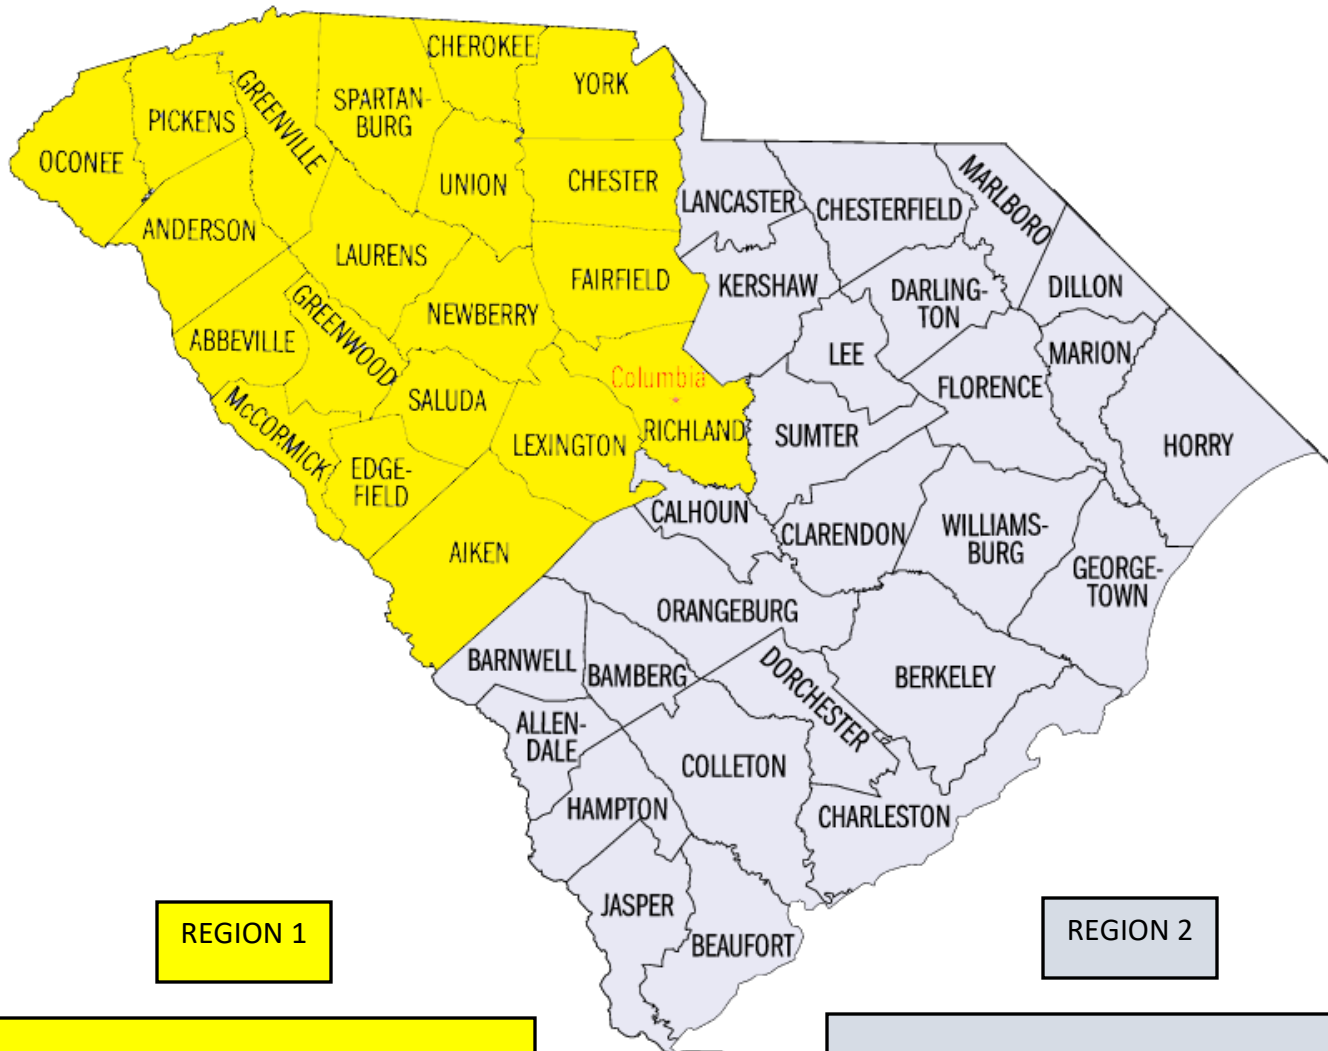 CHEROKEE
YORK
GREENVILLE
SPARTAN-
BURG
PICKENS
OCONEE
UNION
CHESTER
ANDERSON
LAURENS
FAIRFIELD
LANCASTER
CHESTERFIELD
MARLBORO
KERSHAW
DARLING-
TON
DILLON
GREENWOOD
NEWBERRY
ABBEVILLE
LEE
MARION
FLORENCE
Columbia
SALUDA
McCORMICK
RICHLAND
LEXINGTON
SUMTER
HORRY
EDGE-
FIELD
CALHOUN
CLARENDON
WILLIAMS-
BURG
AIKEN
GEORGE-
TOWN
ORANGEBURG
BARNWELL
BAMBERG
DORCHESTER
BERKELEY
ALLEN-
DALE
COLLETON
HAMPTON
CHARLESTON
JASPER
BEAUFORT
REGION 1
REGION 2